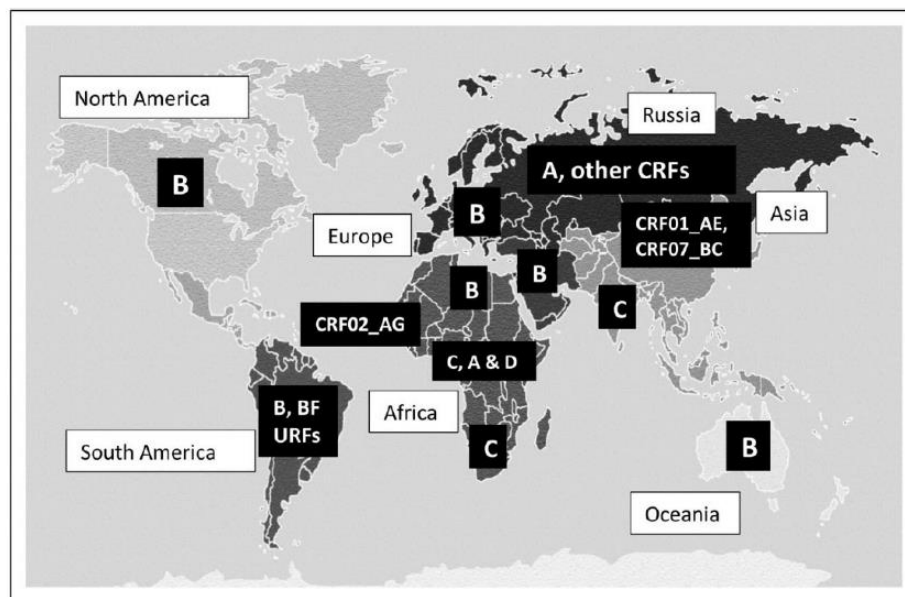 North America
Russia
B
A, other CRFs
Asia
Europe
B
CRF01_AE,
CRF07_BC
B
B
C
CRF02_AG
C, A & D
B, BF
URFs
Africa
South America
C
B
Oceania